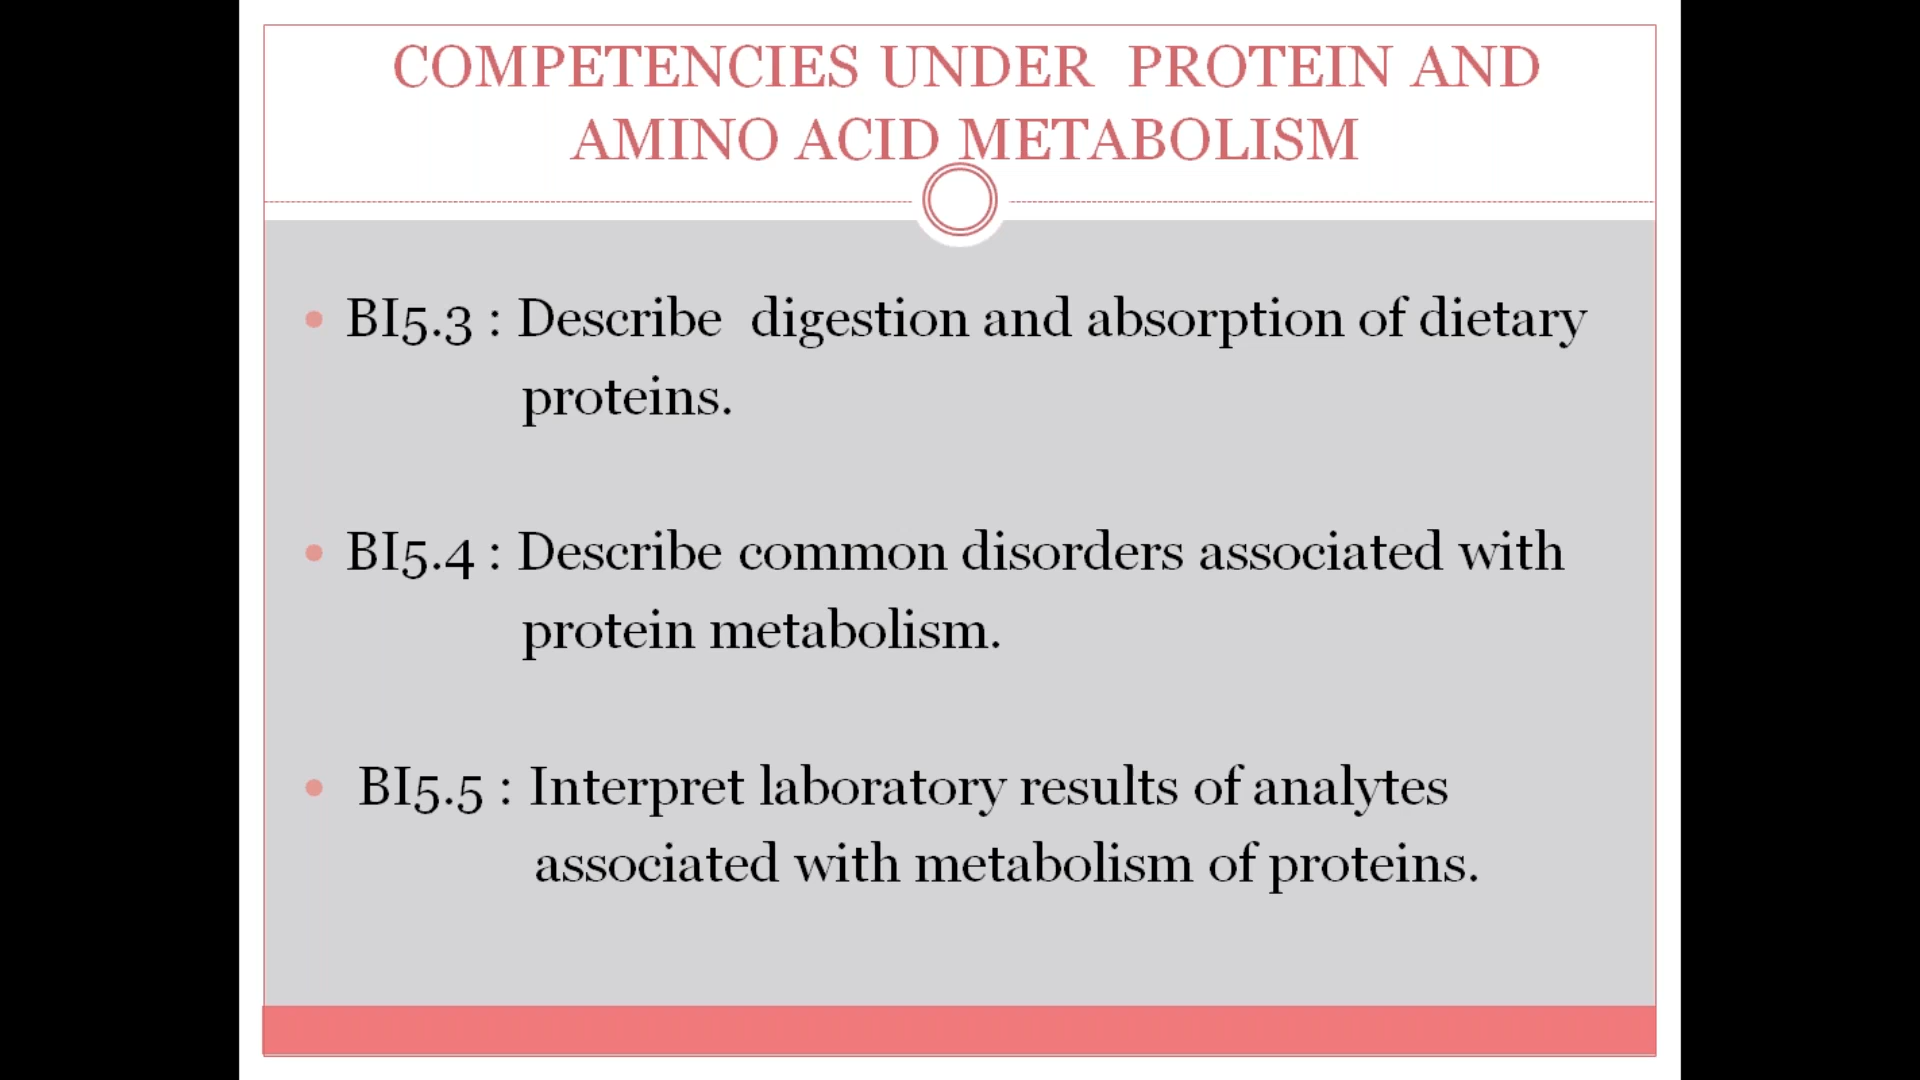 COMPETENCIES UNDER PROTEIN AND
AMINO ACID METABOLISM
• BI5.3 : Describe digestion and absorption of dietary
proteins.
• BI5.4 : Describe common disorders associated with
protein metabolism.
• BI5.5 : Interpret laboratory results of analytes
associated with metabolism of proteins.